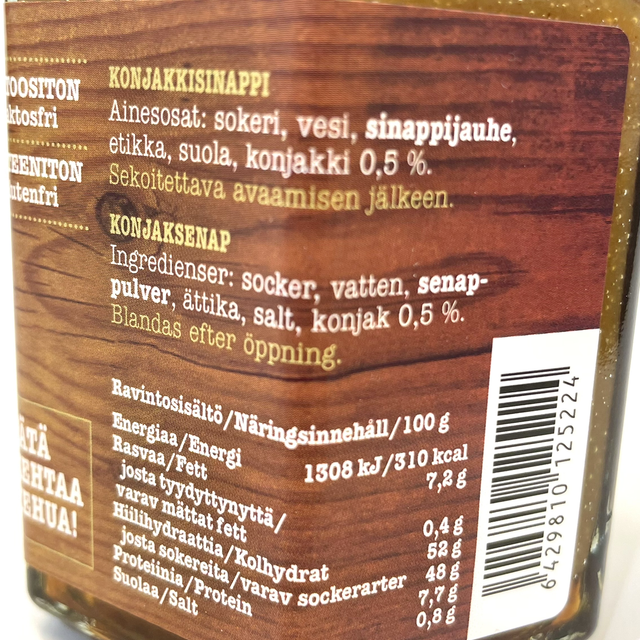 OOSITON
aktosfri
EENITON
utenfri
ÄTÄ
EHTAA
EHUA!
KONJAKKISINAPPI
Ainesosat: sokeri, vesi, sinappijauhe,
etikka, suola, konjakki 0,5 %.
Sekoitettava avaamisen jälkeen.
KONJAKSENAP
Ingredienser: socker, vatten, senap-
pulver, ättika, salt, konjak 0,5 %.
Blandas efter öppning.
Ravintosisältö/Näringsinnehåll/100 g
Energiaa/Energi 1308 kJ/310 kcal
Rasvaa/Fett 7,2 g
josta tyydyttynyttä/
varav mättat fett 0,4 g
Hiilihydraattia/Kolhydrat 52 g
josta sokereita/varav sockerarter 48 g
Proteiinia/Protein 7,7 g
Suolaa/Salt 0,8 g
6 429810 125224